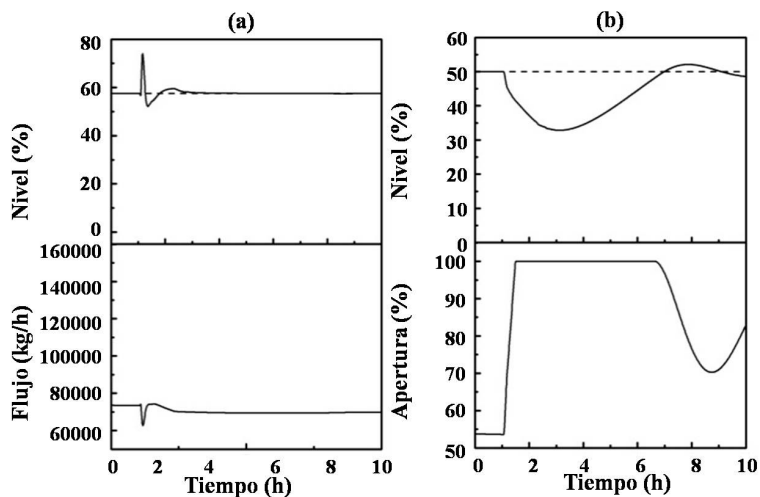 (a)
80
60
40
20
0
Nivel (%)
160000
140000
120000
100000
80000
60000
Flujo (kg/h)
0 2 4 6 8 10
Tiempo (h)
(b)
60
50
40
30
20
10
0
Nivel (%)
100
90
80
70
60
50
Apertura (%)
0 2 4 6 8 10
Tiempo (h)